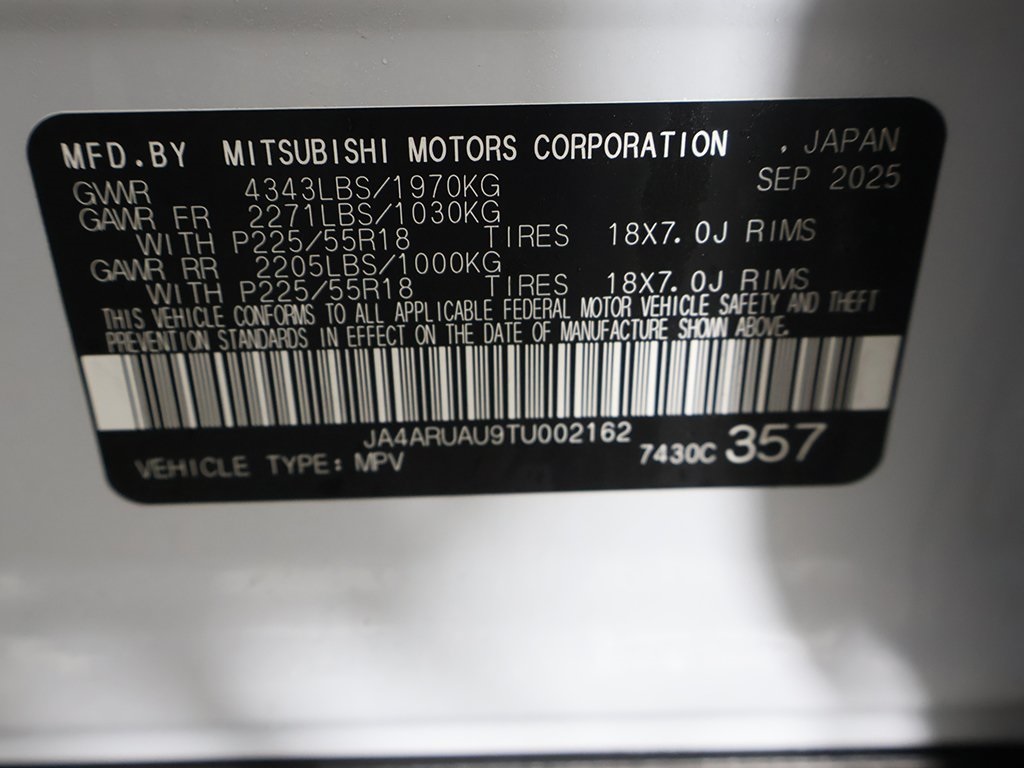 MFD.BY MITSUBISHI MOTORS CORPORATION , JAPAN
GVWR 4343LBS/1970KG SEP 2025
GAWR FR 2271LBS/1030KG
WITH P225/55R18 TIRES 18X7.0J RIMS
GAWR RR 2205LBS/1000KG
WITH P225/55R18 TIRES 18X7.0J RIMS
THIS VEHICLE CONFORMS TO ALL APPLICABLE FEDERAL MOTOR VEHICLE SAFETY AND THEFT
PREVENTION STANDARDS IN EFFECT ON THE DATE OF MANUFACTURE SHOWN ABOVE.
JA4ARUAU9TU002162
VEHICLE TYPE: MPV 7430C 357